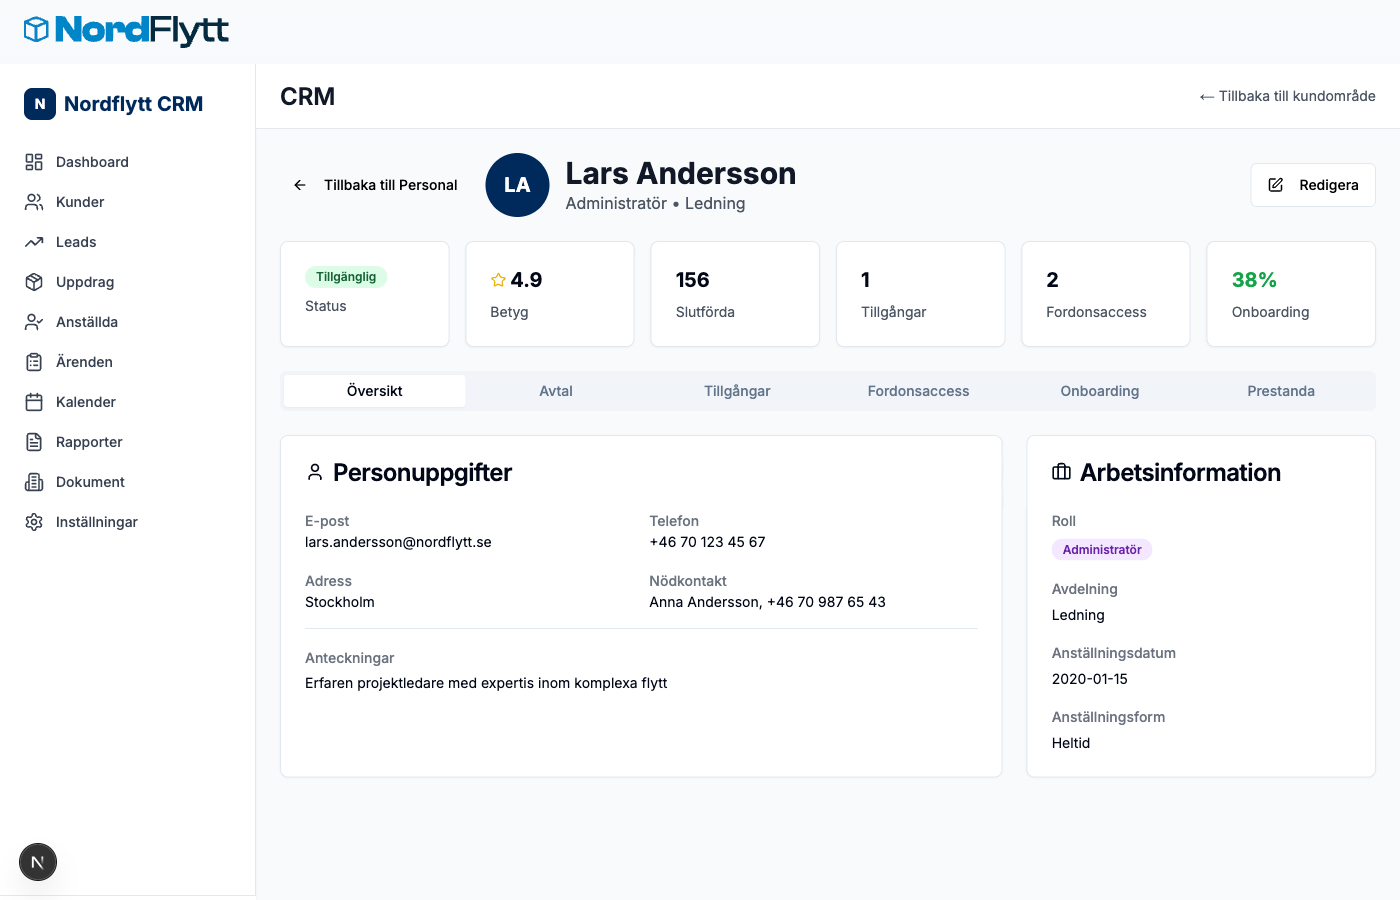 NordFlytt
N Nordflytt CRM
Dashboard
Kunder
Leads
Uppdrag
Anställda
Ärenden
Kalender
Rapporter
Dokument
Inställningar
N
CRM
← Tillbaka till kundområde
← Tillbaka till Personal
LA
Lars Andersson
Administratör • Ledning
Redigera
Tillgänglig
Status
4.9
Betyg
156
Slutförda
1
Tillgångar
2
Fordonsaccess
38%
Onboarding
Översikt Avtal Tillgångar Fordonsaccess Onboarding Prestanda
Personuppgifter
E-post
lars.andersson@nordflytt.se
Telefon
+46 70 123 45 67
Adress
Stockholm
Nödkontakt
Anna Andersson, +46 70 987 65 43
Anteckningar
Erfaren projektledare med expertis inom komplexa flytt
Arbetsinformation
Roll
Administratör
Avdelning
Ledning
Anställningsdatum
2020-01-15
Anställningsform
Heltid